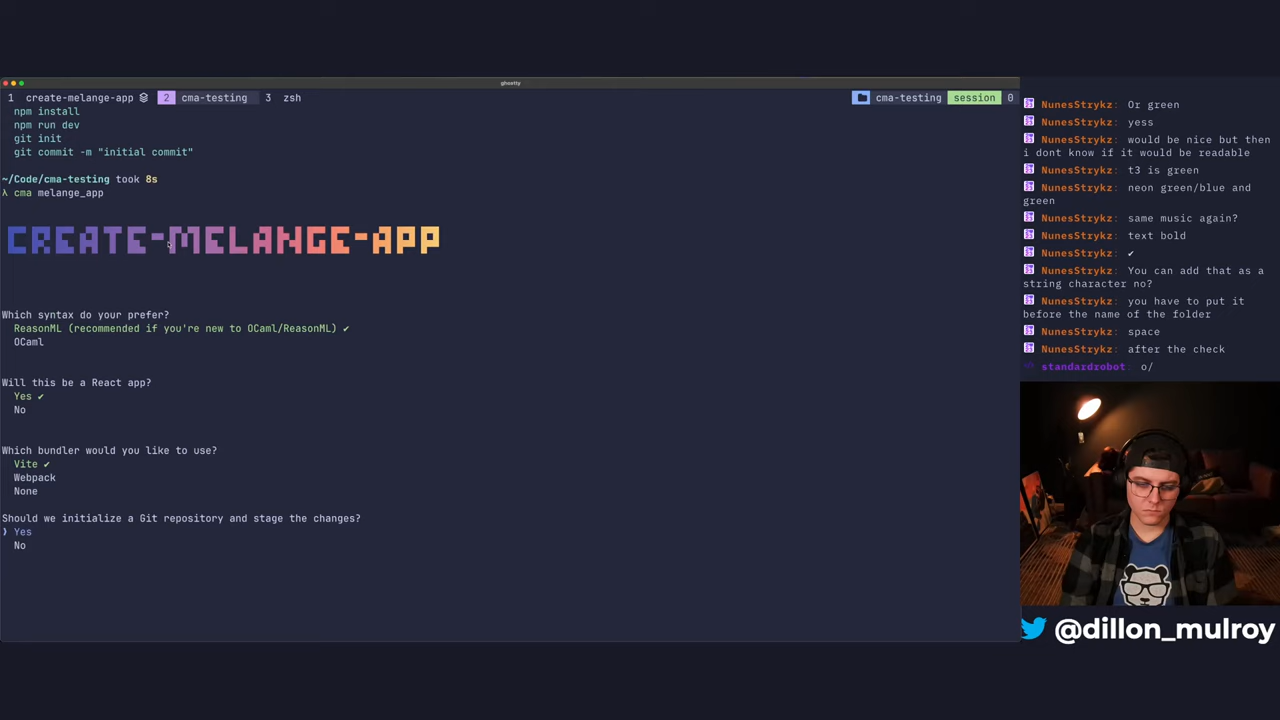 ghostty
1 create-melange-app 2 cma-testing 3 zsh cma-testing session 0
npm install
npm run dev
git init
git commit -m "initial commit"
~/Code/cma-testing took 8s
λ cma melange_app
CREATE-MELANGE-APP
Which syntax do your prefer?
ReasonML (recommended if you're new to OCaml/ReasonML) ✔
OCaml
Will this be a React app?
Yes ✔
No
Which bundler would you like to use?
Vite ✔
Webpack
None
Should we initialize a Git repository and stage the changes?
❯ Yes
No
NunesStrykz: Or green
NunesStrykz: yess
NunesStrykz: would be nice but then
i dont know if it would be readable
NunesStrykz: t3 is green
NunesStrykz: neon green/blue and
green
NunesStrykz: same music again?
NunesStrykz: text bold
NunesStrykz: ✔
NunesStrykz: You can add that as a
string character no?
NunesStrykz: you have to put it
before the name of the folder
NunesStrykz: space
NunesStrykz: after the check
standardrobot: o/
@dillon_mulroy